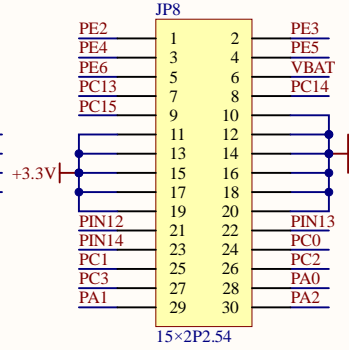 JP8
PE2 1 2 PE3
PE4 3 4 PE5
PE6 5 6 VBAT
PC13 7 8 PC14
PC15 9 10
11 12
13 14
+3.3V 15 16
17 18
19 20
PIN12 21 22 PIN13
PIN14 23 24 PC0
PC1 25 26 PC2
PC3 27 28 PA0
PA1 29 30 PA2
15×2P2.54